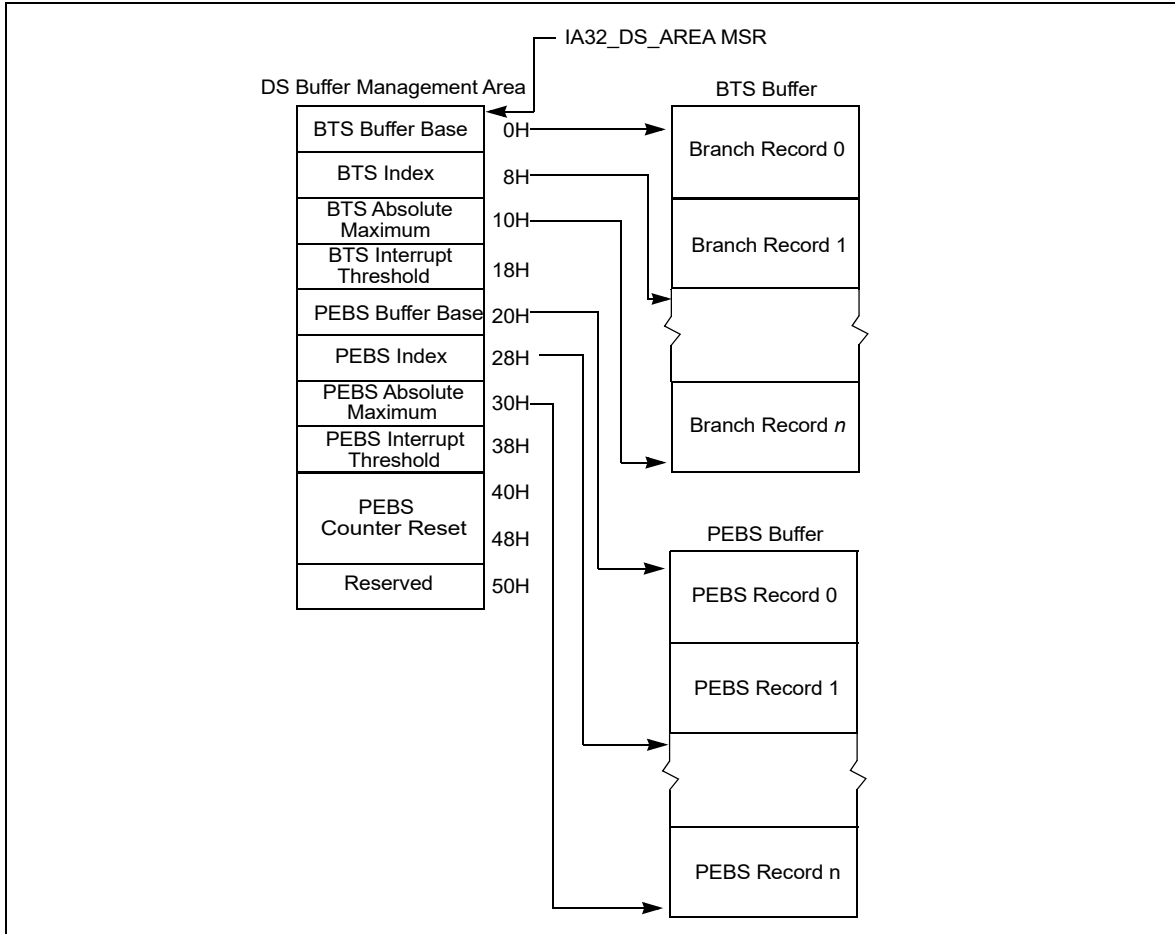 IA32_DS_AREA MSR
DS Buffer Management Area
BTS Buffer Base 0H
BTS Index 8H
BTS Absolute
Maximum 10H
BTS Interrupt
Threshold 18H
PEBS Buffer Base 20H
PEBS Index 28H
PEBS Absolute
Maximum 30H
PEBS Interrupt
Threshold 38H
40H
PEBS
Counter Reset
48H
Reserved 50H
BTS Buffer
Branch Record 0
Branch Record 1
Branch Record n
PEBS Buffer
PEBS Record 0
PEBS Record 1
PEBS Record n